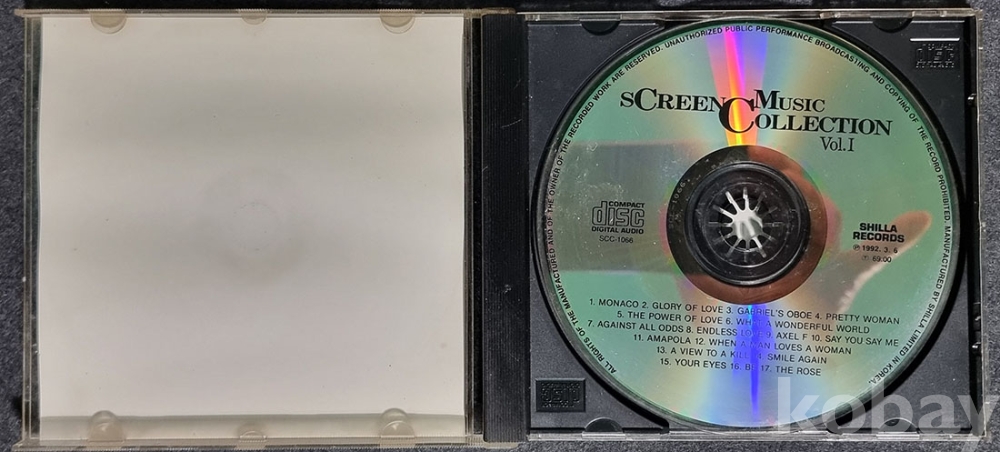 ALL RIGHTS OF THE MANUFACTURED AND OF THE OWNER OF THE RECORDED WORK ARE RESERVED. UNAUTHORIZED PUBLIC PERFORMANCE BROADCASTING AND COPYING OF THE RECORD PROHIBITED. MANUFACTURED BY SHILLA LIMITED IN KOREA.
sCREEN MUSIC
COLLECTION
Vol.I
COMPACT
disc
DIGITAL AUDIO
SCC-1066
SHILLA
RECORDS
℗ 1992. 3. 6
Ⓣ 69:00
1. MONACO 2. GLORY OF LOVE 3. GABRIEL'S OBOE 4. PRETTY WOMAN
5. THE POWER OF LOVE 6. WHAT A WONDERFUL WORLD
7. AGAINST ALL ODDS 8. ENDLESS LOVE 9. AXEL F 10. SAY YOU SAY ME
11. AMAPOLA 12. WHEN A MAN LOVES A WOMAN
13. A VIEW TO A KILL 14. SMILE AGAIN
15. YOUR EYES 16. 17. THE ROSE
kobay